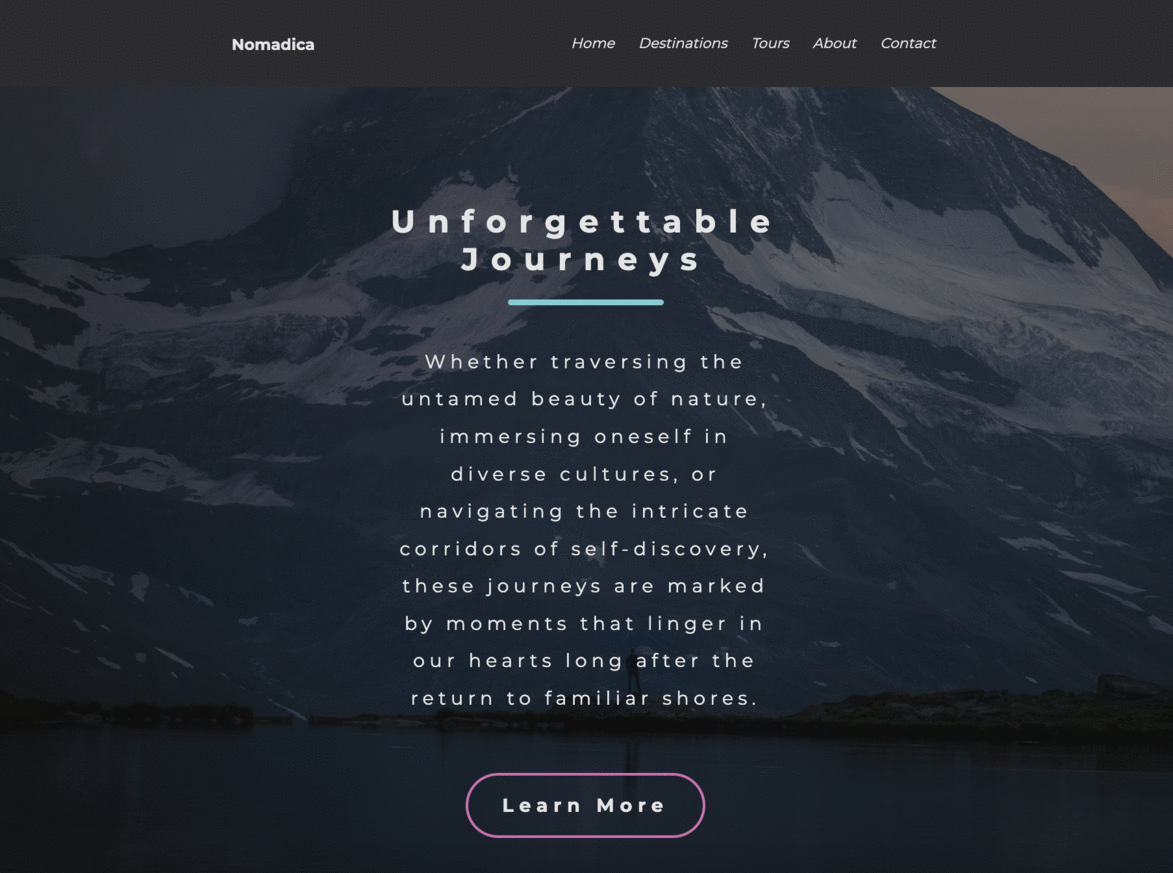 Nomadica
Home Destinations Tours About Contact
Unforgettable
Journeys
Whether traversing the
untamed beauty of nature,
immersing oneself in
diverse cultures, or
navigating the intricate
corridors of self-discovery,
these journeys are marked
by moments that linger in
our hearts long after the
return to familiar shores.
Learn More